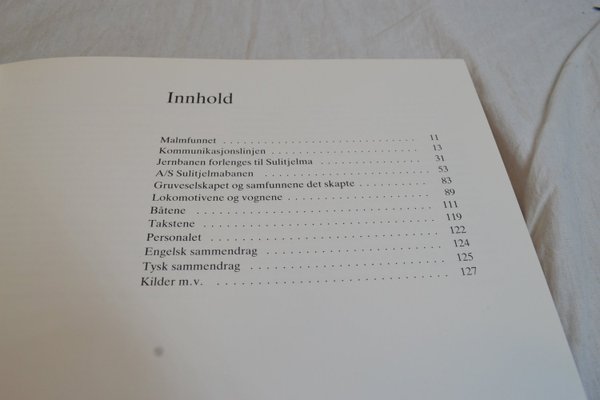 Innhold
Malmfunnet . . . . . . . . . . . . . . . . . . . . . . . . . . . . 11
Kommunikasjonslinjen . . . . . . . . . . . . . . . . . . . . . . 13
Jernbanen forlenges til Sulitjelma . . . . . . . . . . . . . . . 31
A/S Sulitjelmabanen . . . . . . . . . . . . . . . . . . . . . . 53
Gruveselskapet og samfunnene det skapte . . . . . . . . . . . 83
Lokomotivene og vognene . . . . . . . . . . . . . . . . . . . 89
Båtene . . . . . . . . . . . . . . . . . . . . . . . . . . . . 111
Takstene . . . . . . . . . . . . . . . . . . . . . . . . . . . 119
Personalet . . . . . . . . . . . . . . . . . . . . . . . . . . 122
Engelsk sammendrag . . . . . . . . . . . . . . . . . . . . . 124
Tysk sammendrag . . . . . . . . . . . . . . . . . . . . . . . 125
Kilder m.v. . . . . . . . . . . . . . . . . . . . . . . . . . . 127